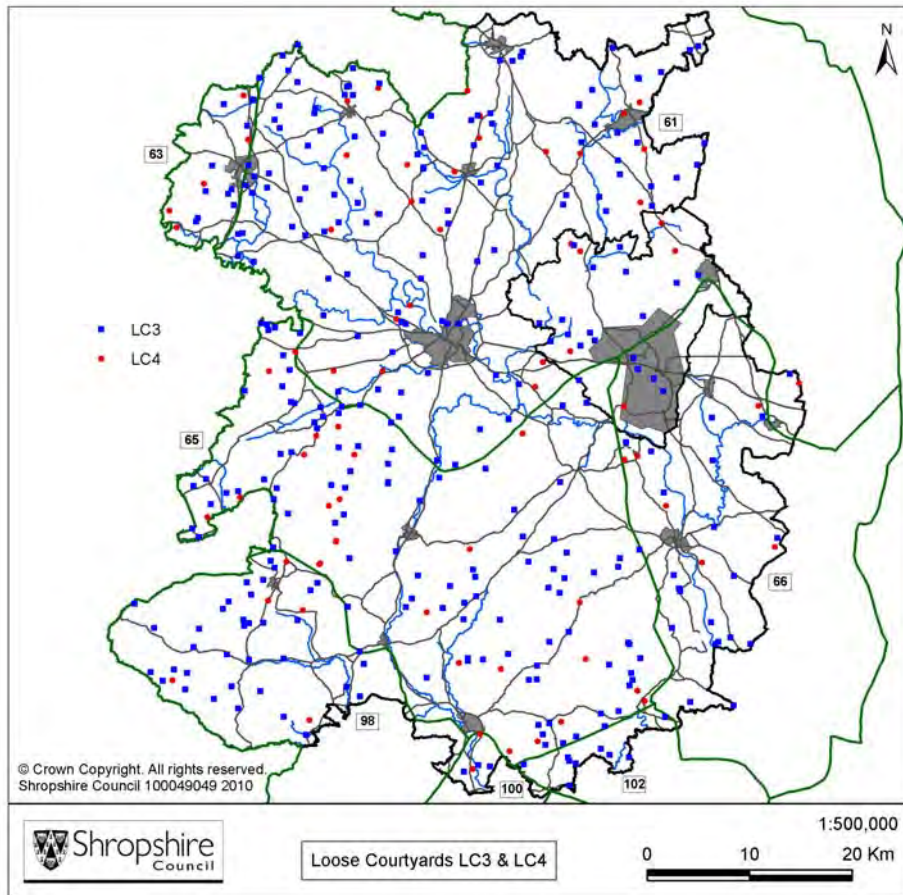 N
61
63
LC3
LC4
65
66
98
100
102
© Crown Copyright. All rights reserved.
Shropshire Council 100049049 2010
Shropshire
Council
Loose Courtyards LC3 & LC4
1:500,000
0 10 20 Km